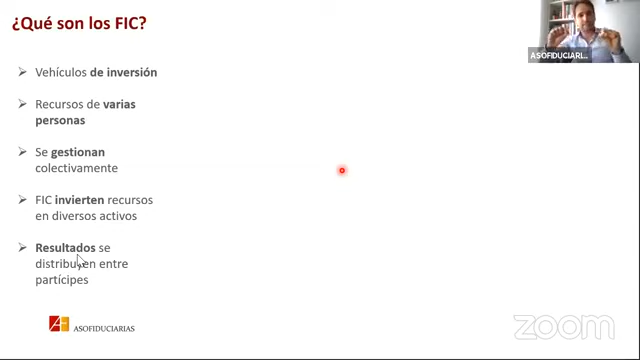 ¿Qué son los FIC?
ASOFIDUCIARI...
Vehículos de inversión
Recursos de varias
personas
Se gestionan
colectivamente
FIC invierten recursos
en diversos activos
Resultados se
distribuyen entre
partícipes
ASOFIDUCIARIAS
zoom